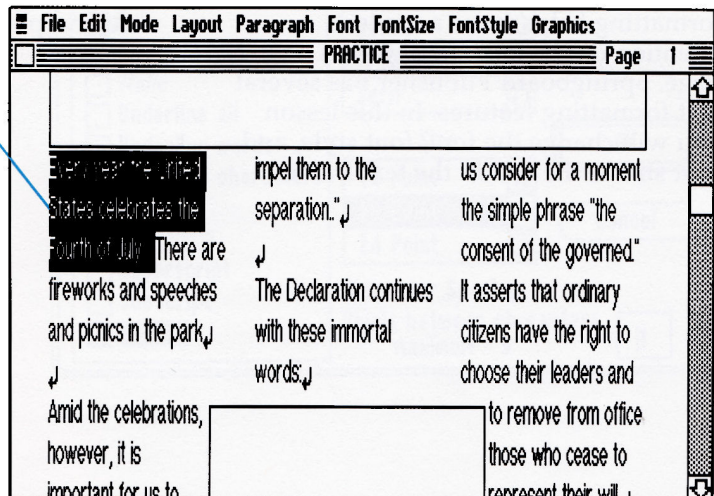 File Edit Mode Layout Paragraph Font FontSize FontStyle Graphics
PRACTICE Page 1
Every year the United
States celebrates the
Fourth of July. There are
fireworks and speeches
and picnics in the park.
Amid the celebrations,
however, it is
important for us to
impel them to the
separation.."
The Declaration continues
with these immortal
words:
us consider for a moment
the simple phrase "the
consent of the governed."
It asserts that ordinary
citizens have the right to
choose their leaders and
to remove from office
those who cease to
represent their will.